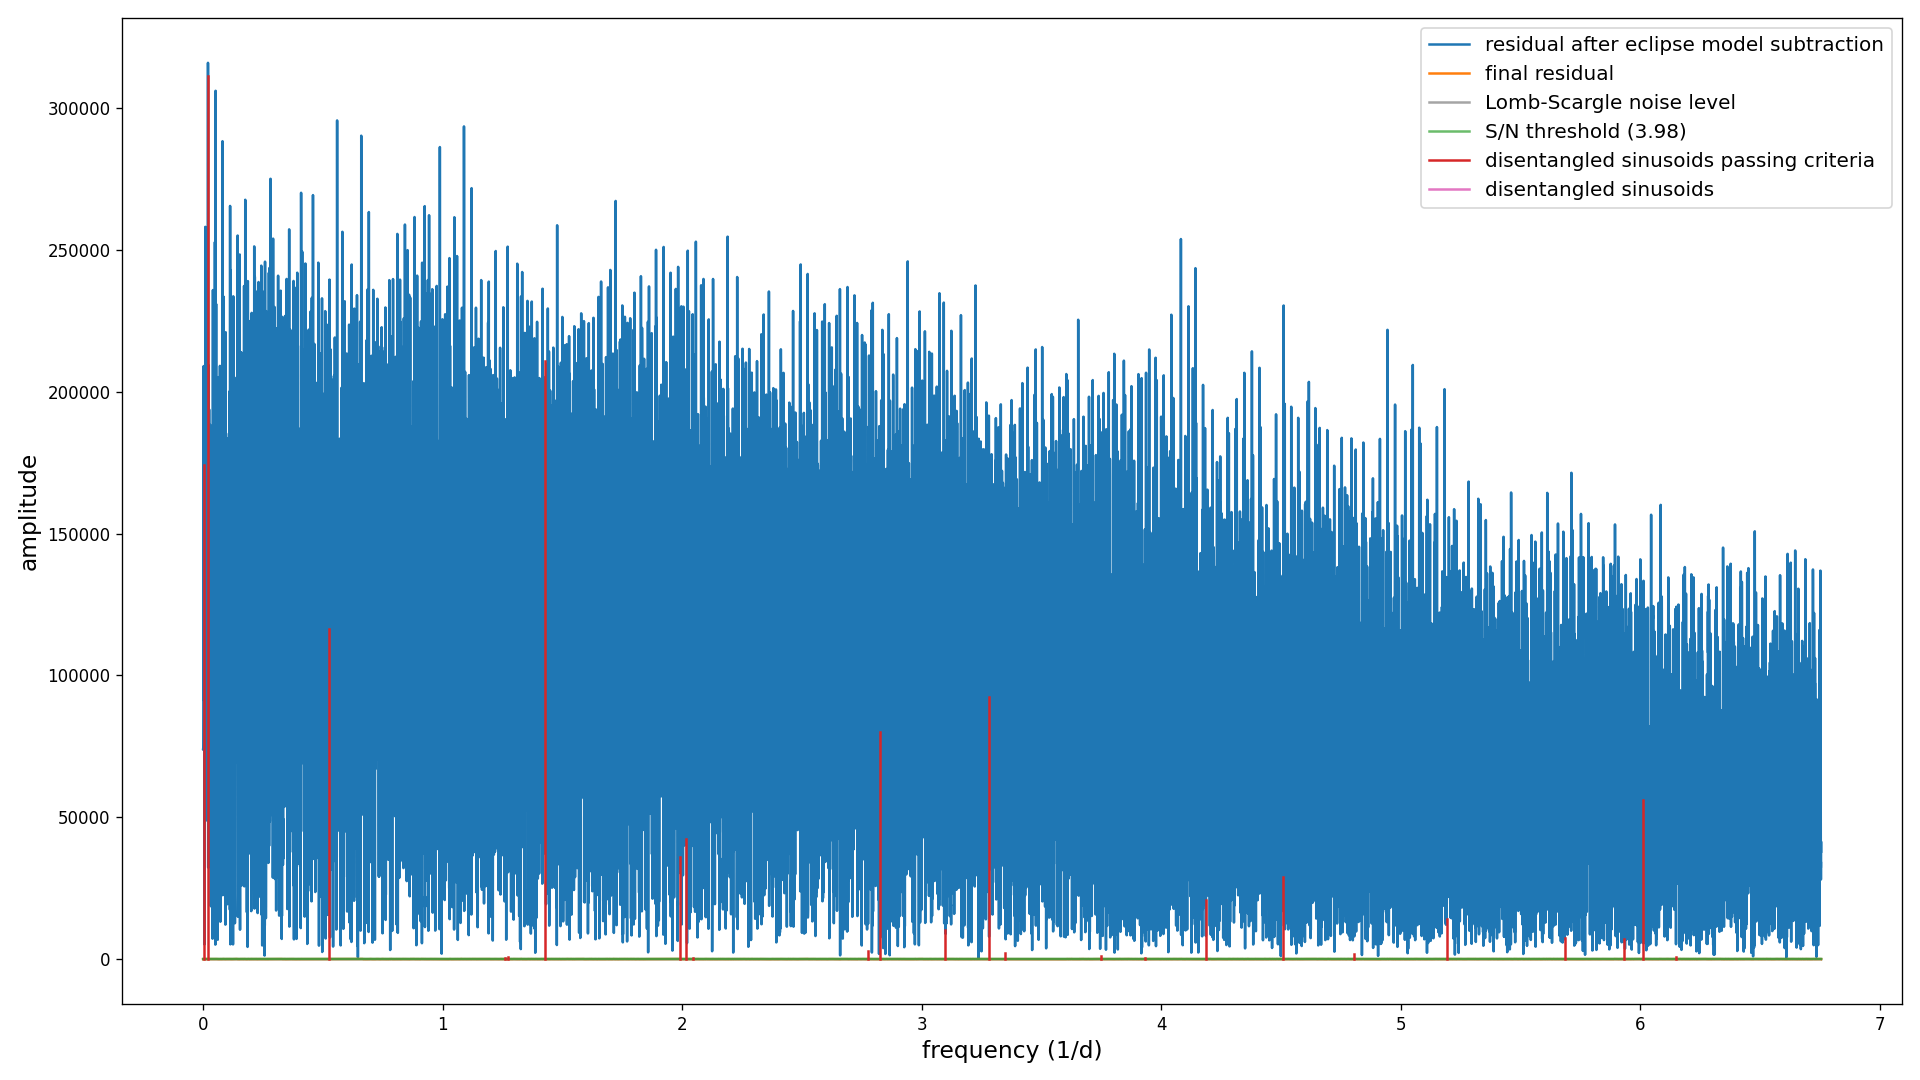 residual after eclipse model subtraction
final residual
Lomb-Scargle noise level
S/N threshold (3.98)
disentangled sinusoids passing criteria
disentangled sinusoids
amplitude
300000
250000
200000
150000
100000
50000
0
0 1 2 3 4 5 6 7
frequency (1/d)